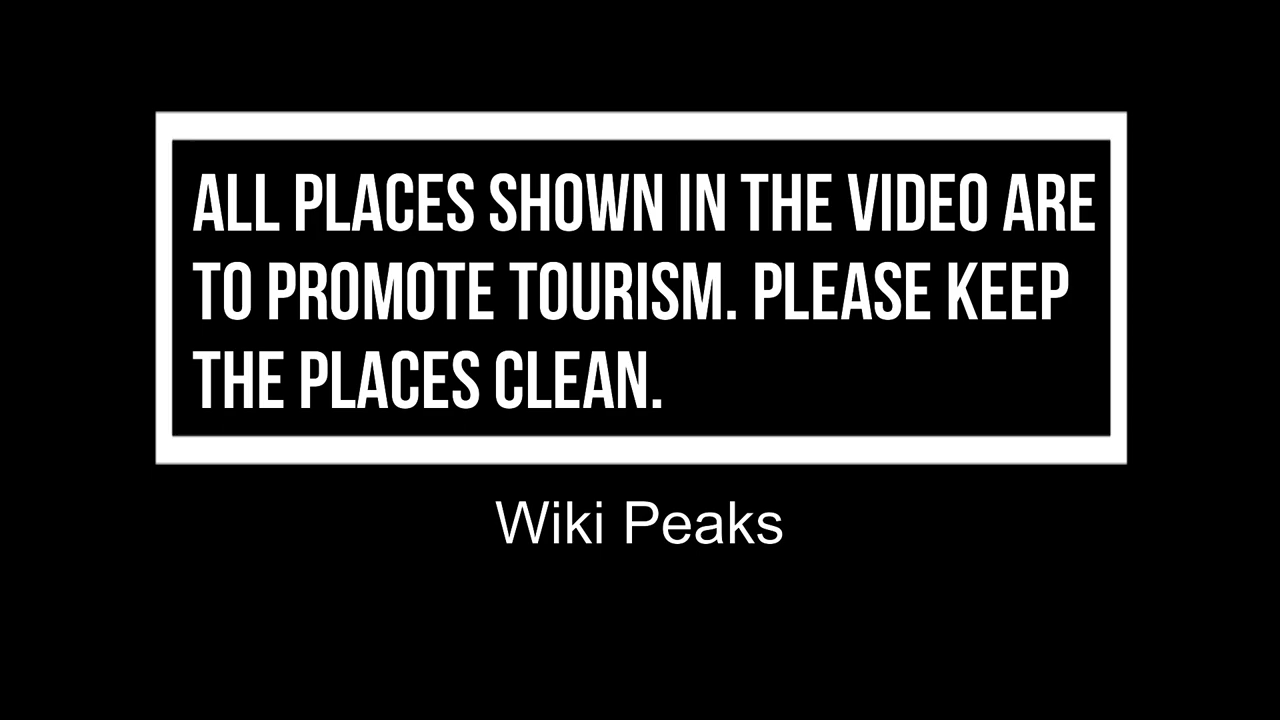 ALL PLACES SHOWN IN THE VIDEO ARE
TO PROMOTE TOURISM. PLEASE KEEP
THE PLACES CLEAN.
Wiki Peaks